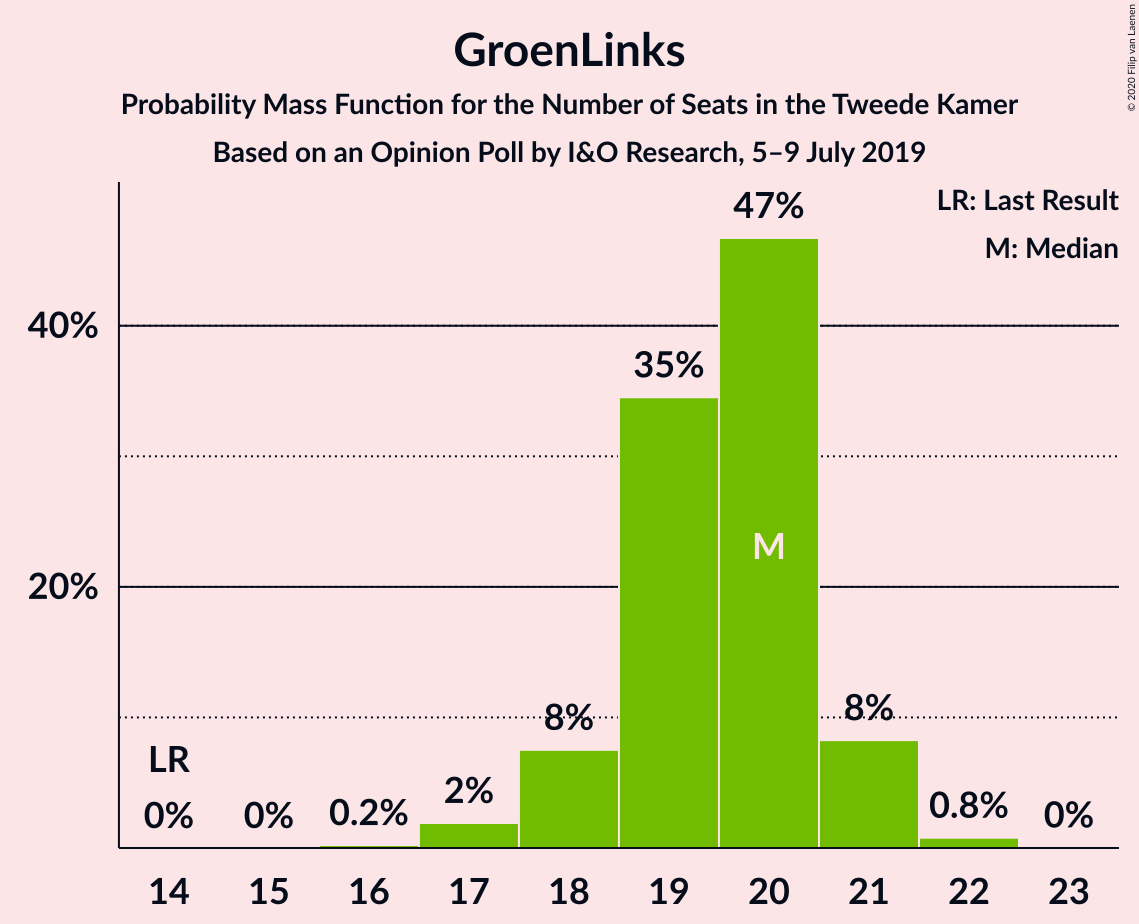 GroenLinks
Probability Mass Function for the Number of Seats in the Tweede Kamer
Based on an Opinion Poll by I&O Research, 5–9 July 2019
© 2020 Filip van Laenen
LR: Last Result
M: Median
47%
40%
35%
M
20%
8%
8%
LR
2%
0%
0%
0.2%
0.8%
0%
14 15 16 17 18 19 20 21 22 23